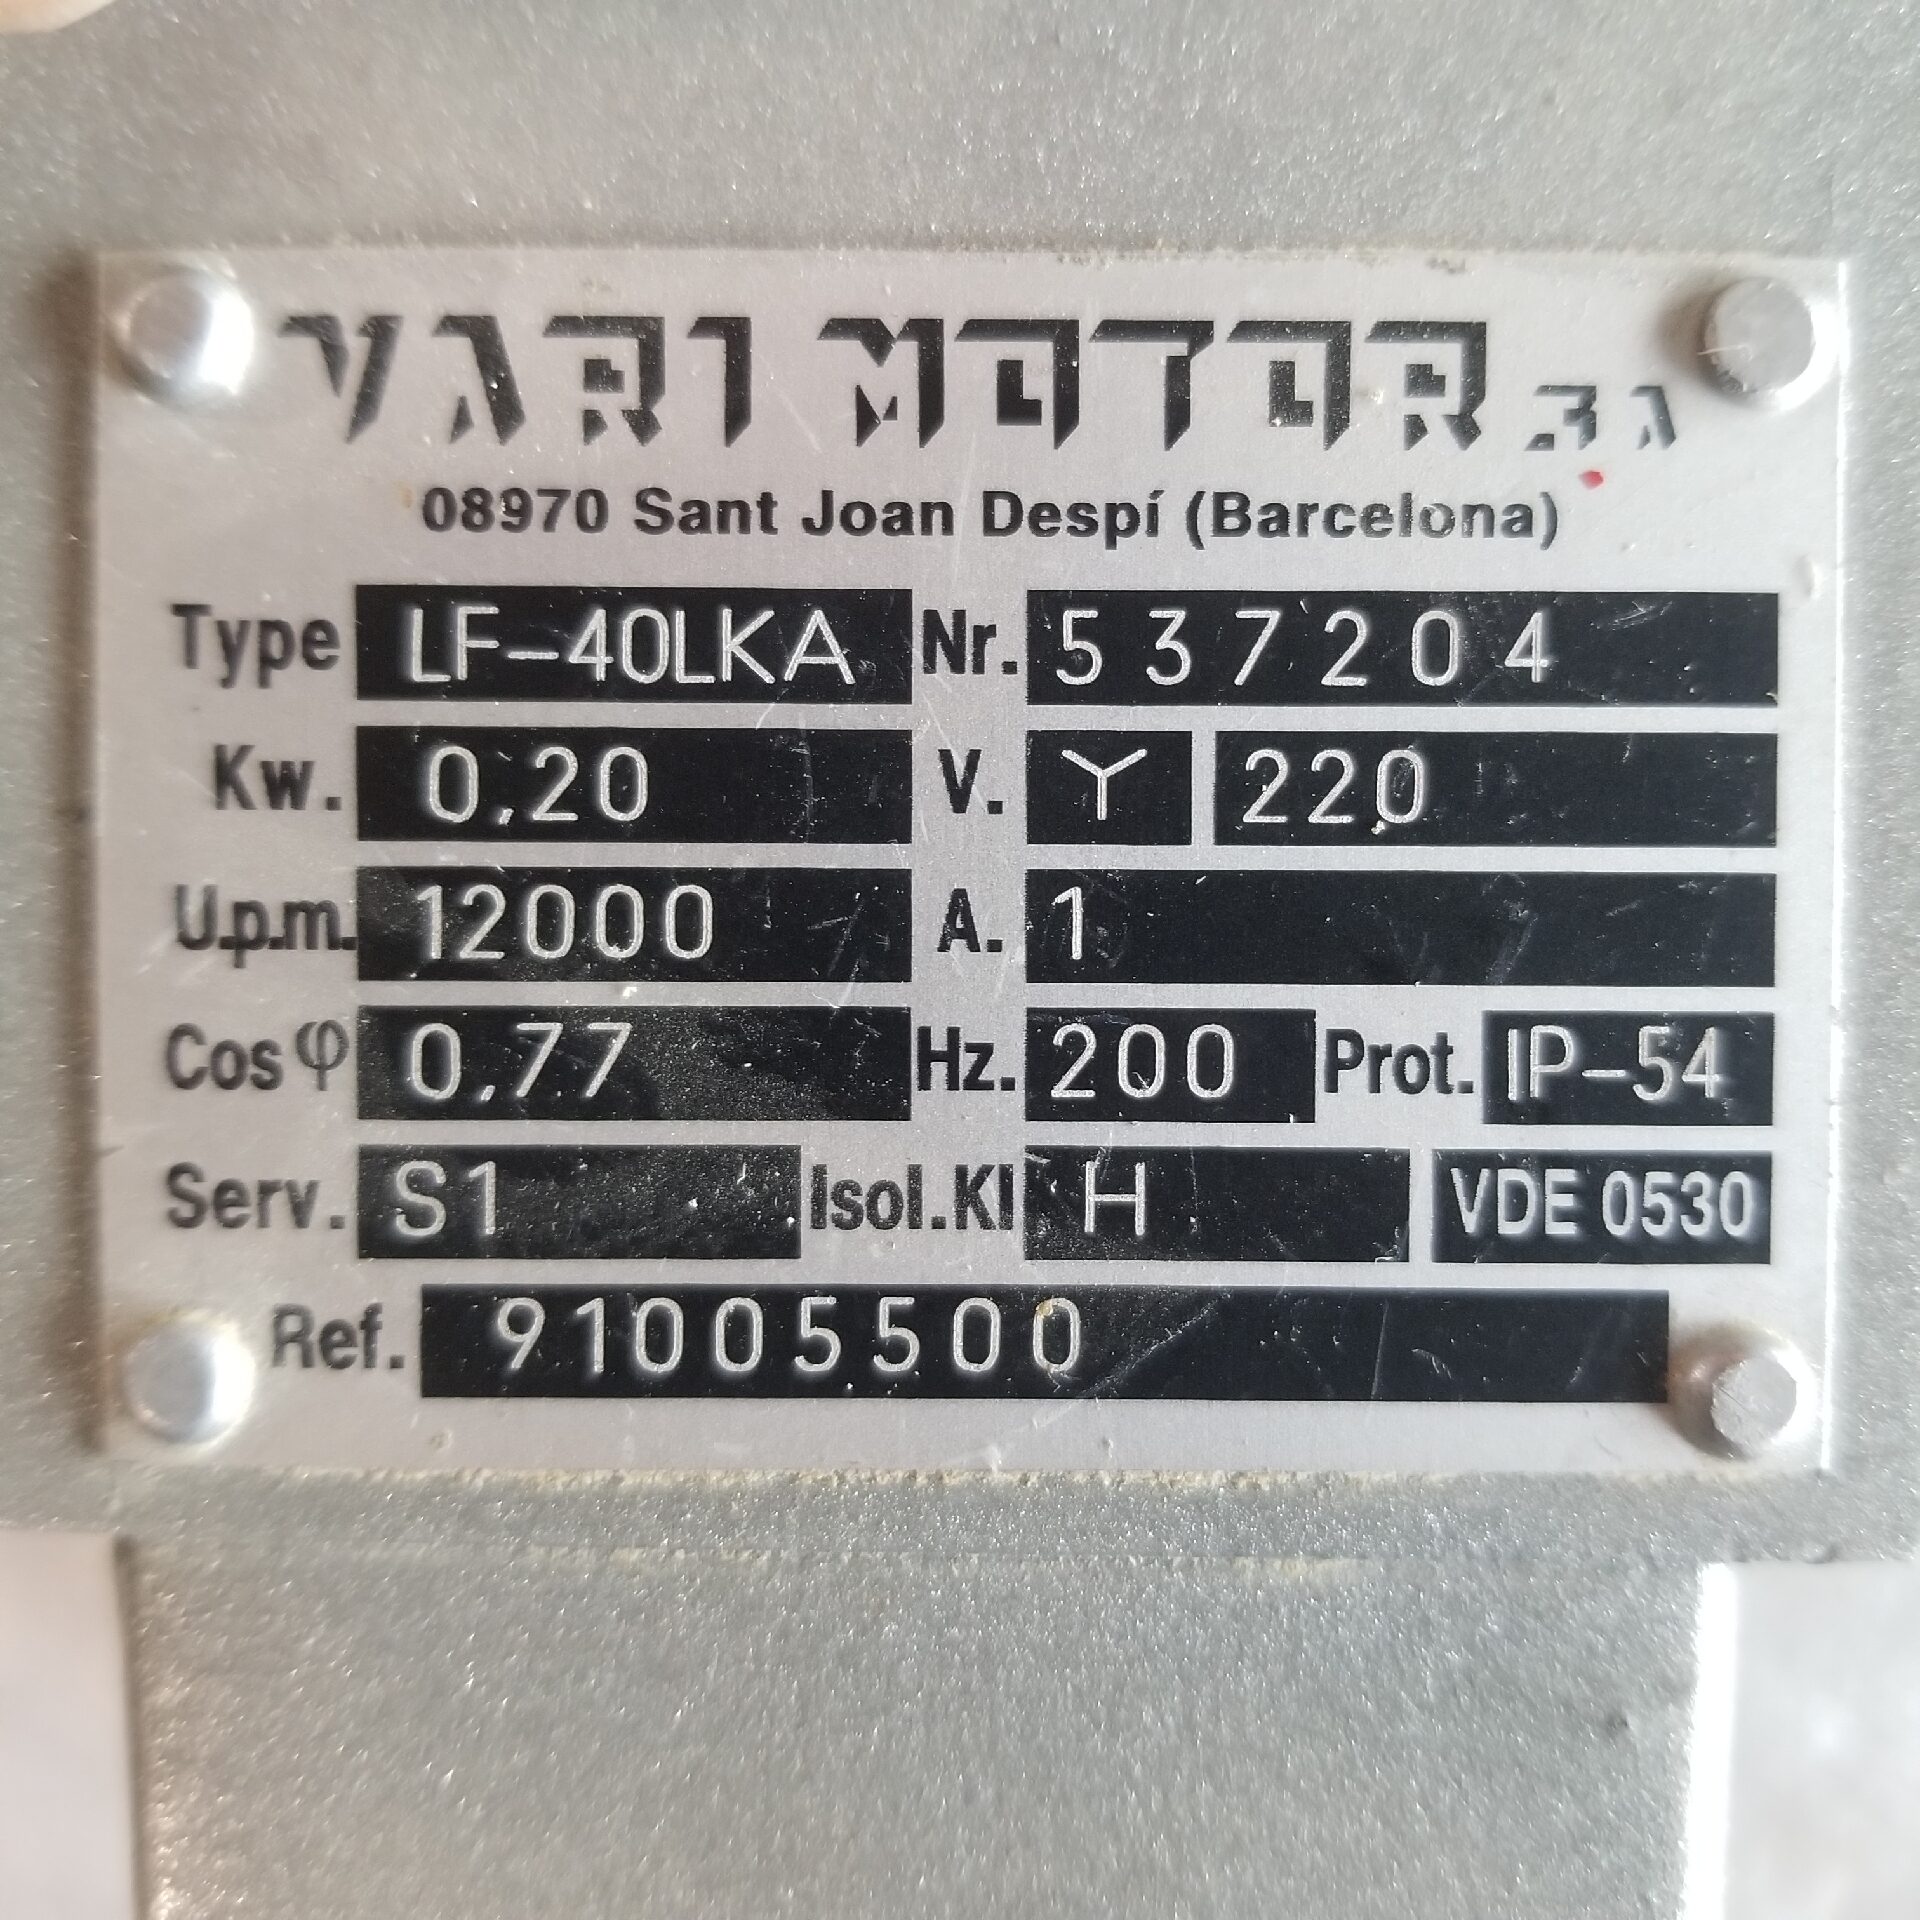 VARI MOTOR SA
08970 Sant Joan Despí (Barcelona)
Type LF-40LKA Nr. 537204
Kw. 0,20 V. Y 220
U.p.m. 12000 A. 1
Cos φ 0,77 Hz. 200 Prot. IP-54
Serv. S1 Isol.Kl H VDE 0530
Ref. 91005500